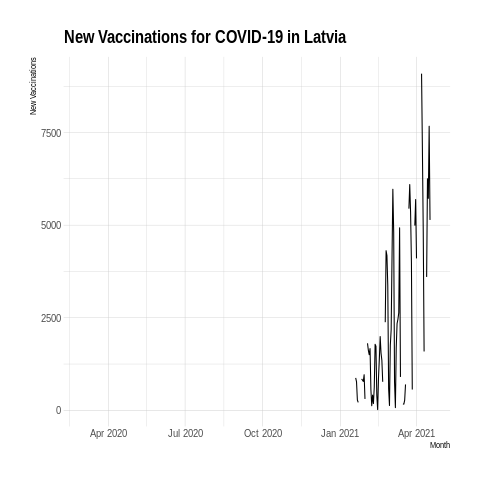 New Vaccinations for COVID-19 in Latvia
New Vaccinations
7500
5000
2500
0
Apr 2020 Jul 2020 Oct 2020 Jan 2021 Apr 2021
Month